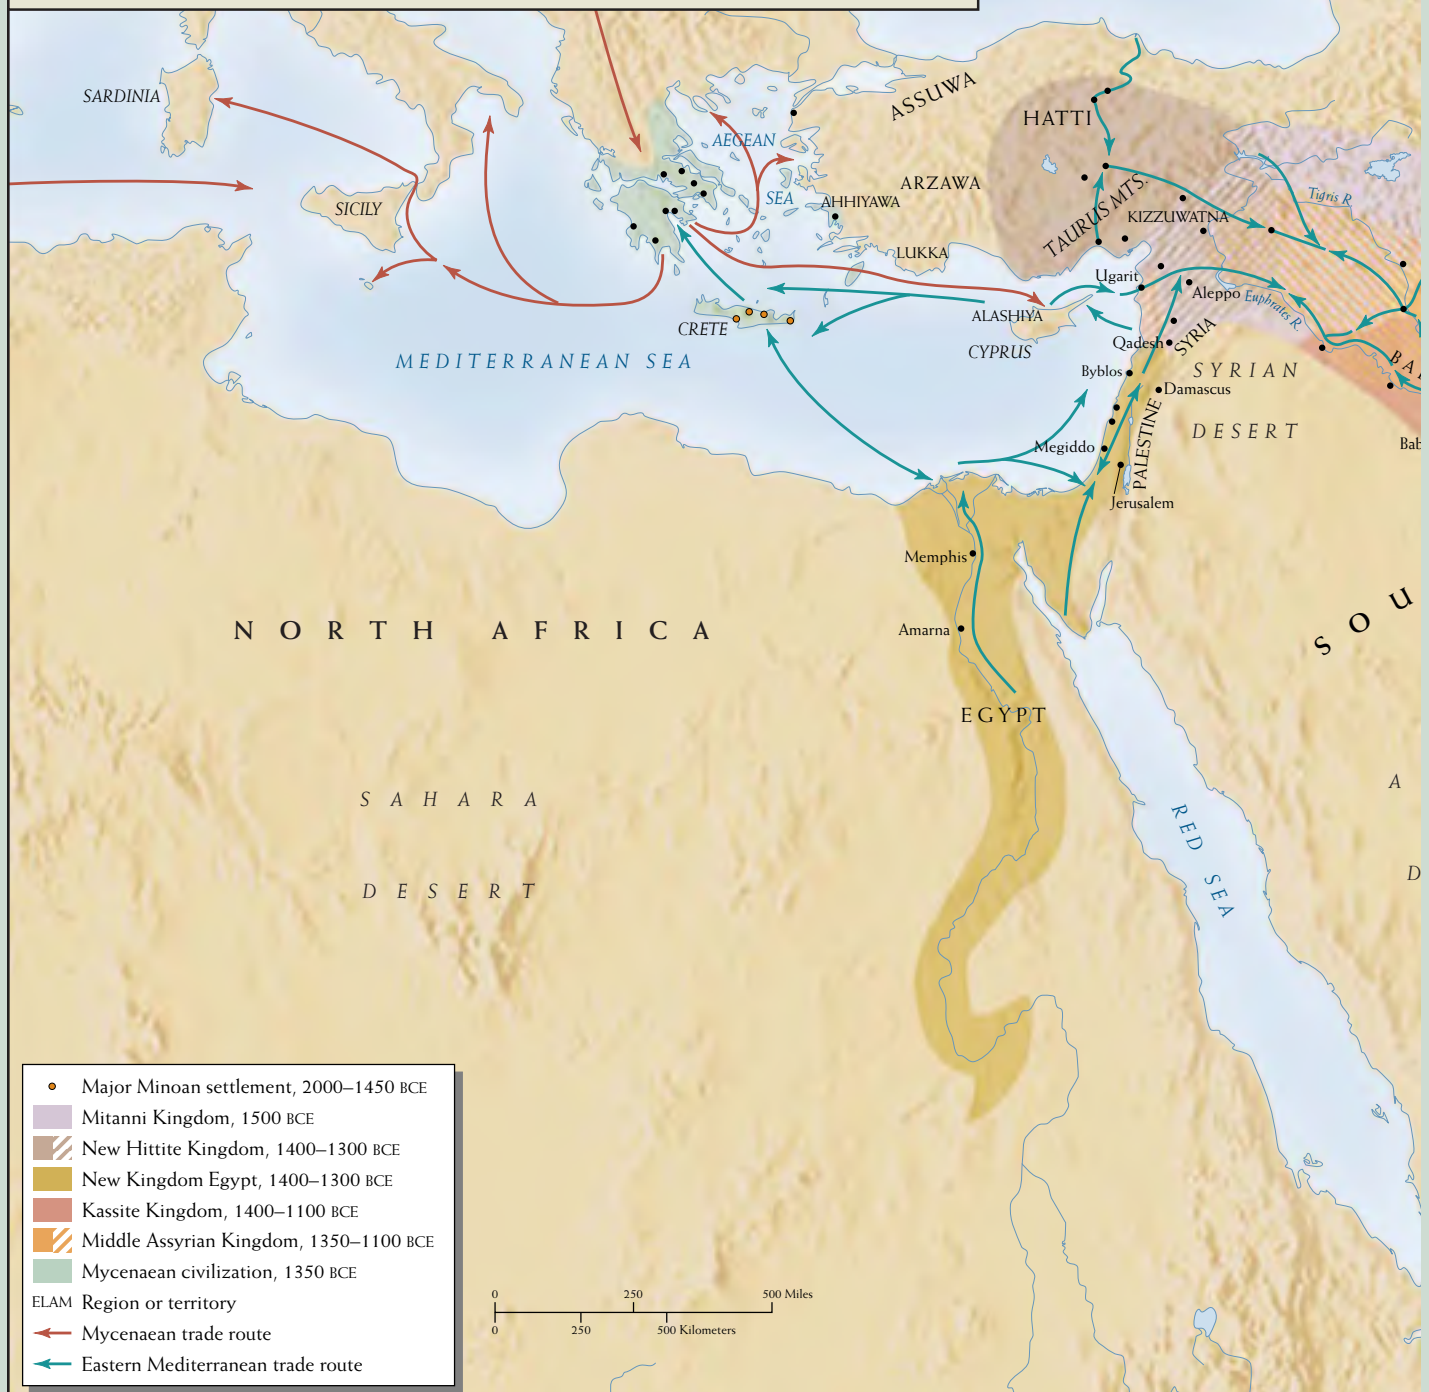 SARDINIA
SICILY
AEGEAN
SEA
ASSUWA
HATTI
ARZAWA
AHHIYAWA
LUKKA
TAURUS MTS.
KIZZUWATNA
Tigris R.
Ugarit
Aleppo
Euphrates R.
CRETE
ALASHIYA
CYPRUS
MEDITERRANEAN SEA
Qadesh
SYRIA
Byblos
Damascus
SYRIAN
DESERT
PALESTINE
Megiddo
Jerusalem
BA
Bab
Memphis
Amarna
EGYPT
NORTH AFRICA
SOU
SAHARA
DESERT
RED SEA
A
D
Major Minoan settlement, 2000–1450 BCE
Mitanni Kingdom, 1500 BCE
New Hittite Kingdom, 1400–1300 BCE
New Kingdom Egypt, 1400–1300 BCE
Kassite Kingdom, 1400–1100 BCE
Middle Assyrian Kingdom, 1350–1100 BCE
Mycenaean civilization, 1350 BCE
ELAM Region or territory
Mycenaean trade route
Eastern Mediterranean trade route
0 250 500 Miles
0 250 500 Kilometers